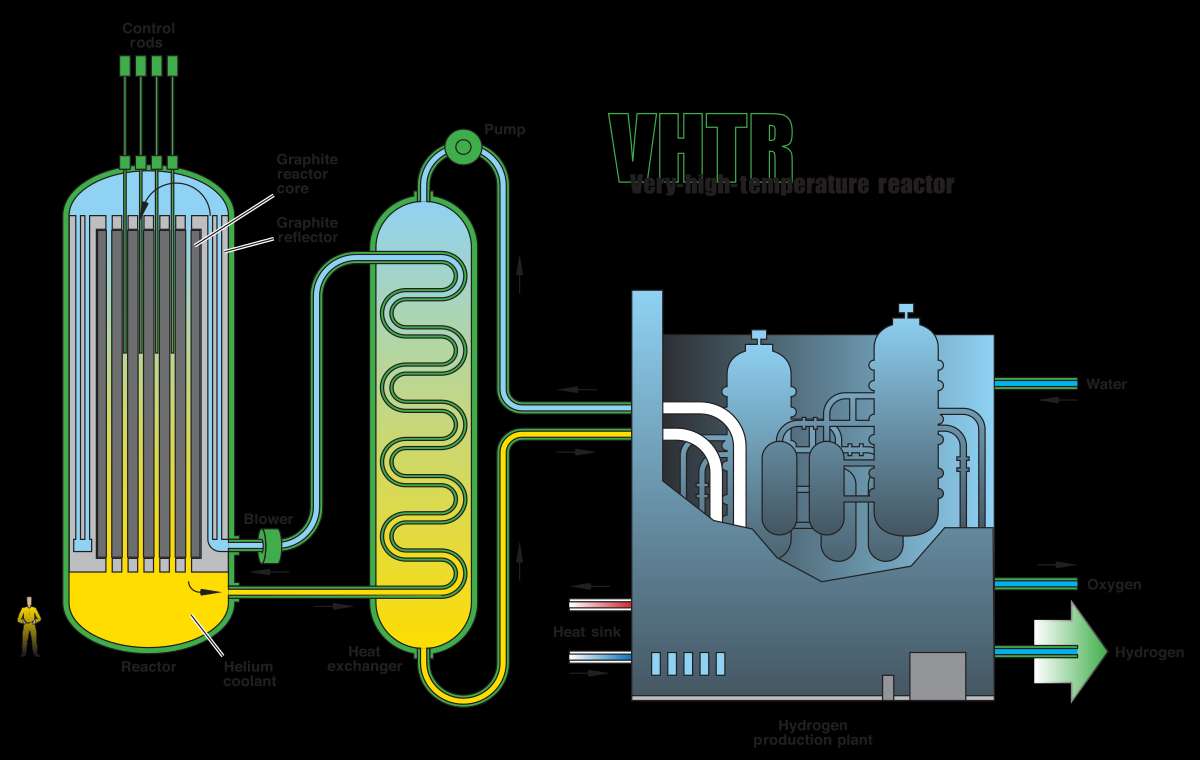 Control
rods
Pump
VHTR
Very-high-temperature reactor
Graphite
reactor
core
Graphite
reflector
Water
Blower
Oxygen
Heat sink
Hydrogen
Reactor
Helium
coolant
Heat
exchanger
Hydrogen
production plant